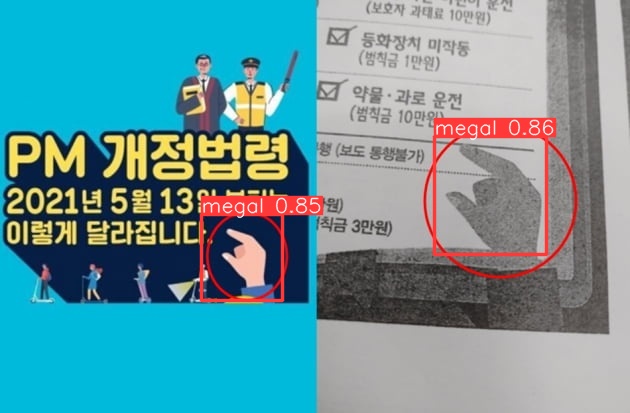 PM 개정법령
2021년 5월 13일
이렇게 달라집니다.
megal 0.85
(보호자 과태료 10만원)
등화장치 미작동
(범칙금 1만원)
약물·과로 운전
(범칙금 10만원)
megal 0.86
(보도 통행불가)
칙금 3만원)